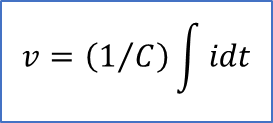 v = (1/C) ∫ idt